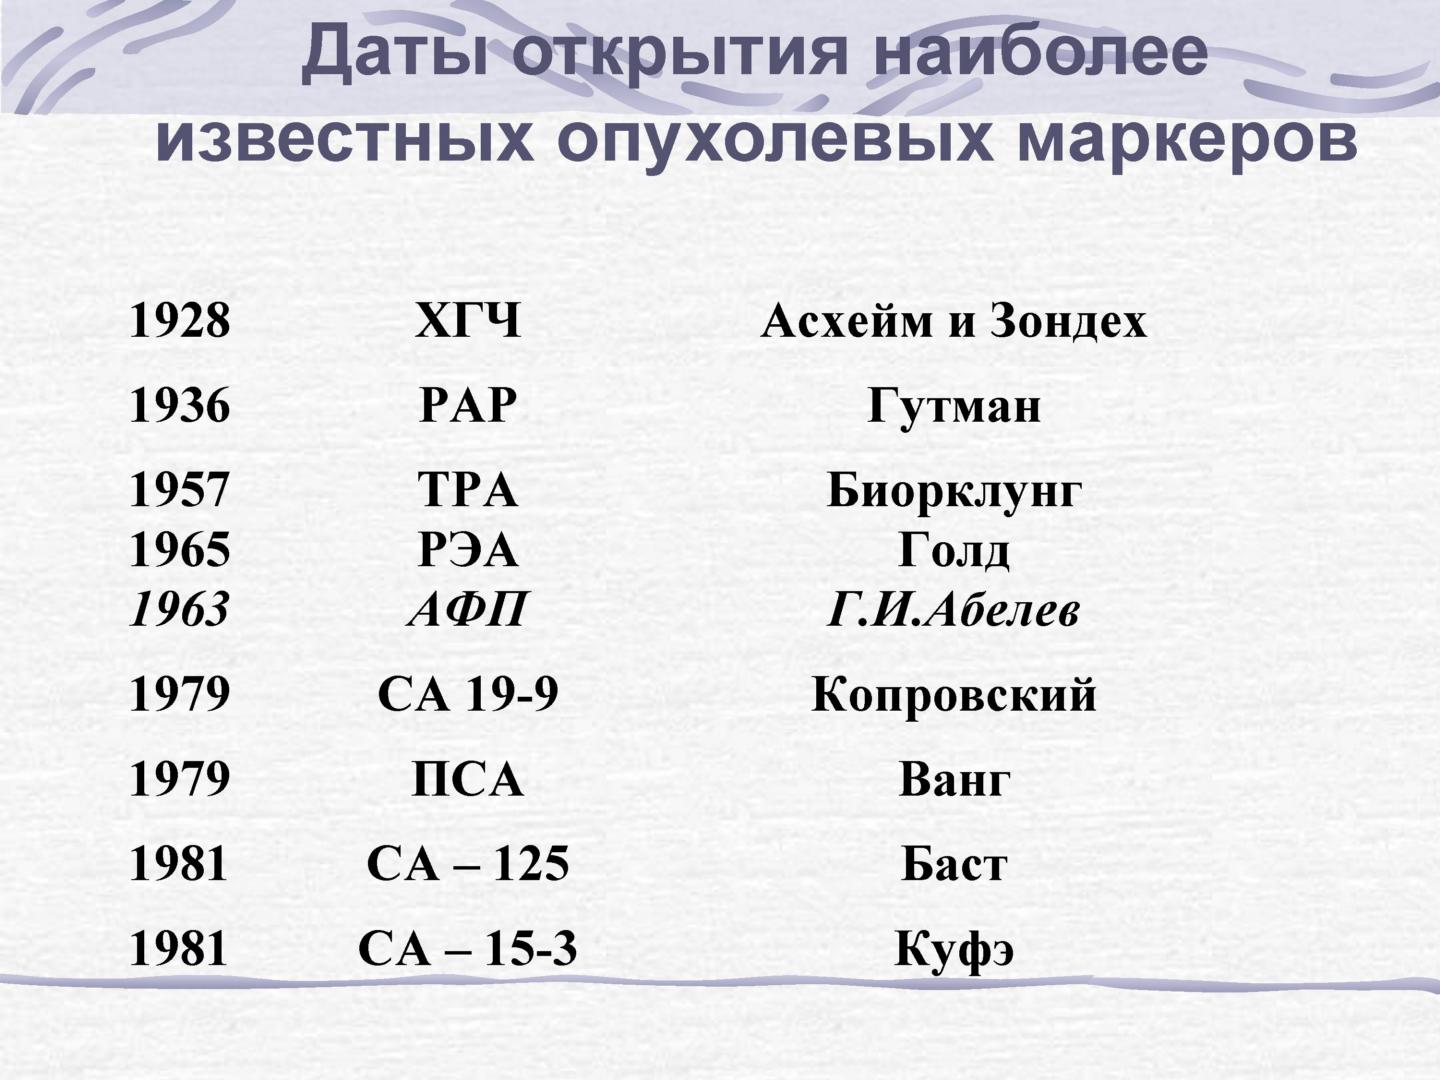 Даты открытия наиболее
известных опухолевых маркеров
1928 ХГЧ Асхейм и Зондех
1936 РАР Гутман
1957 ТРА Биорклунг
1965 РЭА Голд
1963 АФП Г.И.Абелев
1979 СА 19-9 Копровский
1979 ПСА Ванг
1981 СА – 125 Баст
1981 СА – 15-3 Куфэ